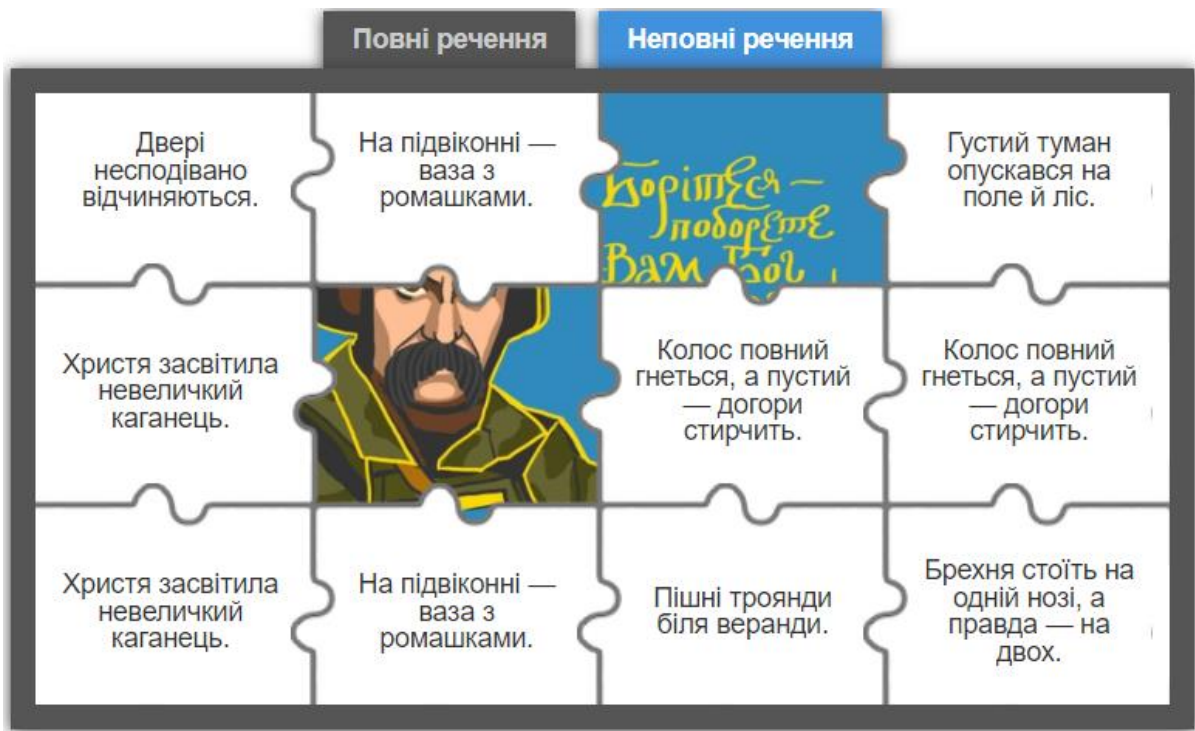 Повні речення
Неповні речення
Двері
несподівано
відчиняються.
На підвіконні —
ваза з
ромашками.
Борітеся —
поборете
Вам Бог
Густий туман
опускався на
поле й ліс.
Христя засвітила
невеличкий
каганець.
Колос повний
гнеться, а пустий
— догори
стирчить.
Колос повний
гнеться, а пустий
— догори
стирчить.
Христя засвітила
невеличкий
каганець.
На підвіконні —
ваза з
ромашками.
Пішні троянди
біля веранди.
Брехня стоїть на
одній нозі, а
правда — на
двох.